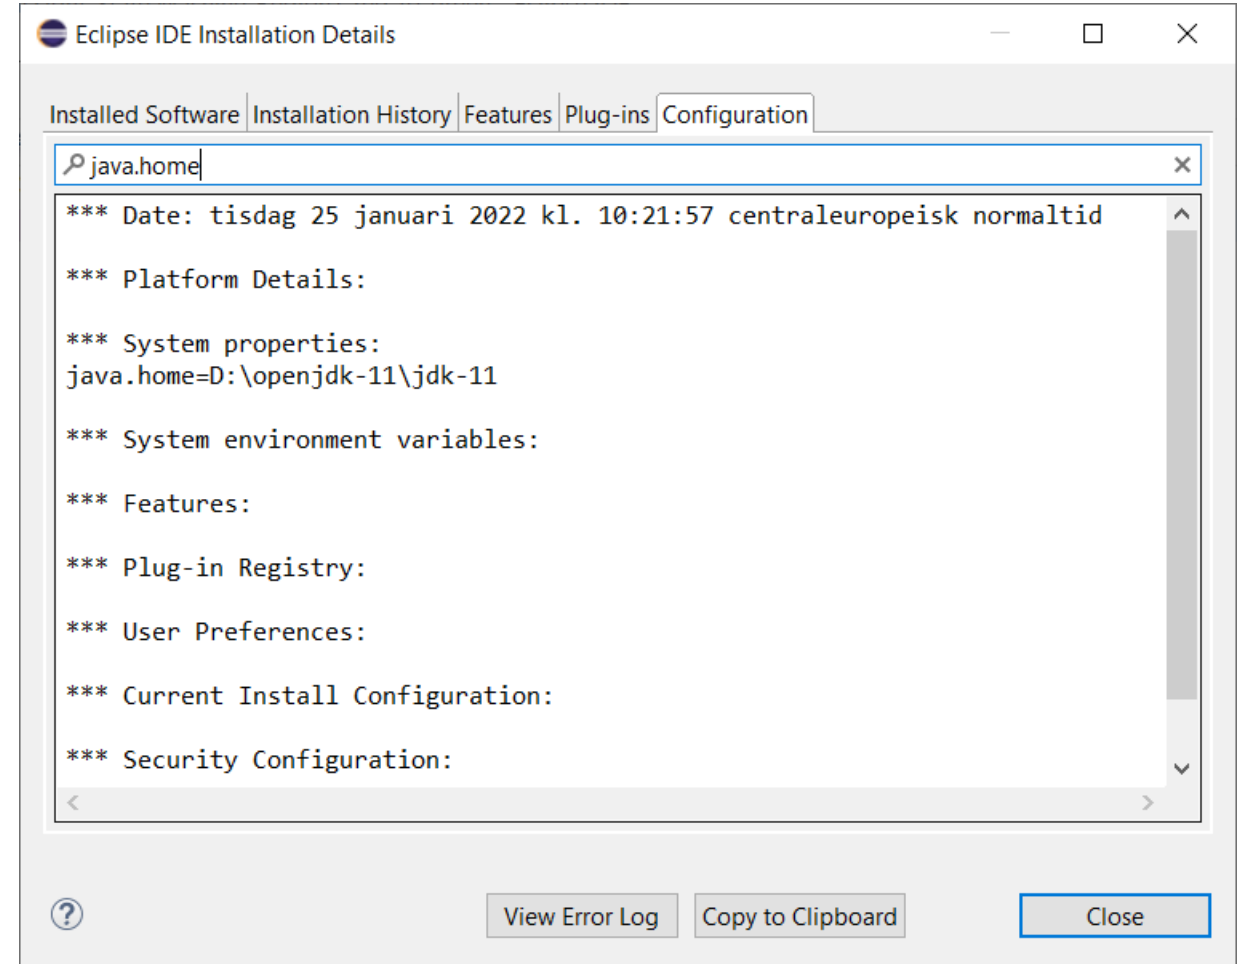 Eclipse IDE Installation Details
Installed Software Installation History Features Plug-ins Configuration
java.home
*** Date: tisdag 25 januari 2022 kl. 10:21:57 centraleuropeisk normaltid
*** Platform Details:
*** System properties:
java.home=D:\openjdk-11\jdk-11
*** System environment variables:
*** Features:
*** Plug-in Registry:
*** User Preferences:
*** Current Install Configuration:
*** Security Configuration:
View Error Log Copy to Clipboard Close